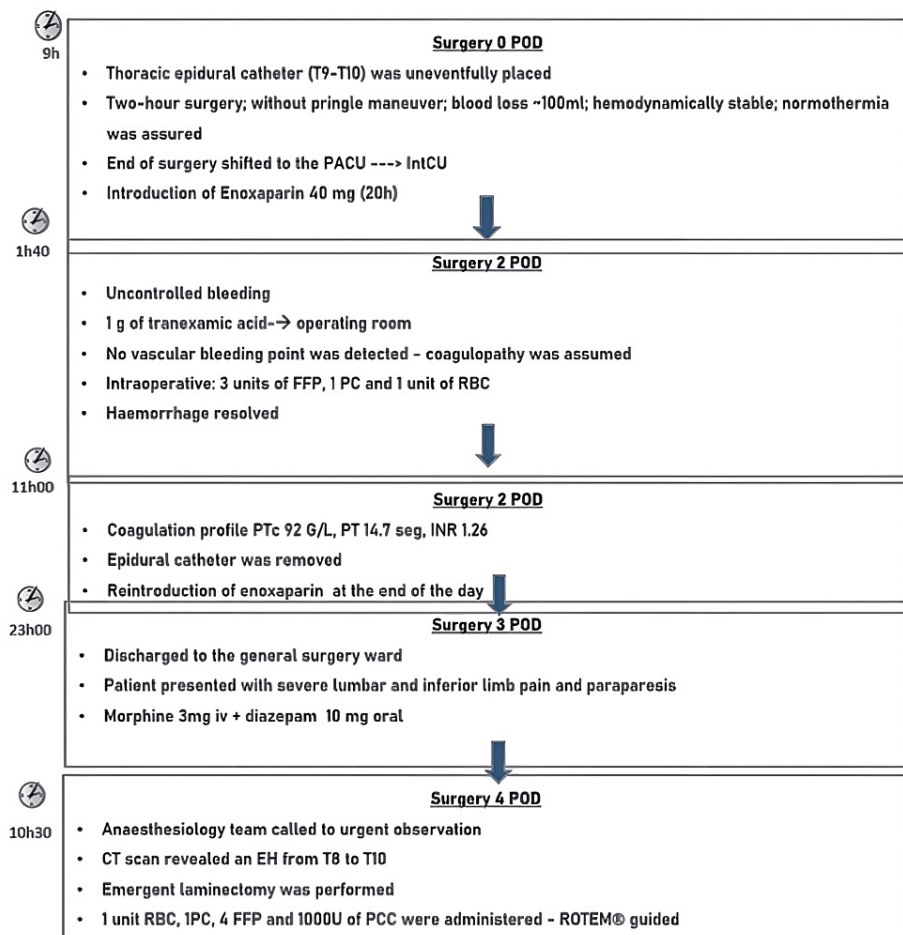 9h
Surgery 0 POD
• Thoracic epidural catheter (T9-T10) was uneventfully placed
• Two-hour surgery; without pringle maneuver; blood loss ~100ml; hemodynamically stable; normothermia
was assured
• End of surgery shifted to the PACU ---> IntCU
• Introduction of Enoxaparin 40 mg (20h)
1h40
Surgery 2 POD
• Uncontrolled bleeding
• 1 g of tranexamic acid-→ operating room
• No vascular bleeding point was detected – coagulopathy was assumed
• Intraoperative: 3 units of FFP, 1 PC and 1 unit of RBC
• Haemorrhage resolved
11h00
Surgery 2 POD
• Coagulation profile PTc 92 G/L, PT 14.7 seg, INR 1.26
• Epidural catheter was removed
• Reintroduction of enoxaparin at the end of the day
23h00
Surgery 3 POD
• Discharged to the general surgery ward
• Patient presented with severe lumbar and inferior limb pain and paraparesis
• Morphine 3mg iv + diazepam 10 mg oral
10h30
Surgery 4 POD
• Anaesthesiology team called to urgent observation
• CT scan revealed an EH from T8 to T10
• Emergent laminectomy was performed
• 1 unit RBC, 1PC, 4 FFP and 1000U of PCC were administered – ROTEM® guided